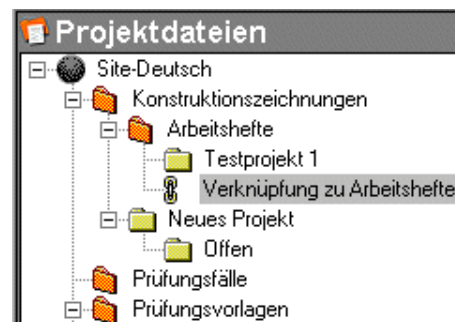 Projektdateien
Site-Deutsch
Konstruktionszeichnungen
Arbeitshefte
Testprojekt 1
Verknüpfung zu Arbeitshefte
Neues Projekt
Offen
Prüfungsfälle
Prüfungsvorlagen